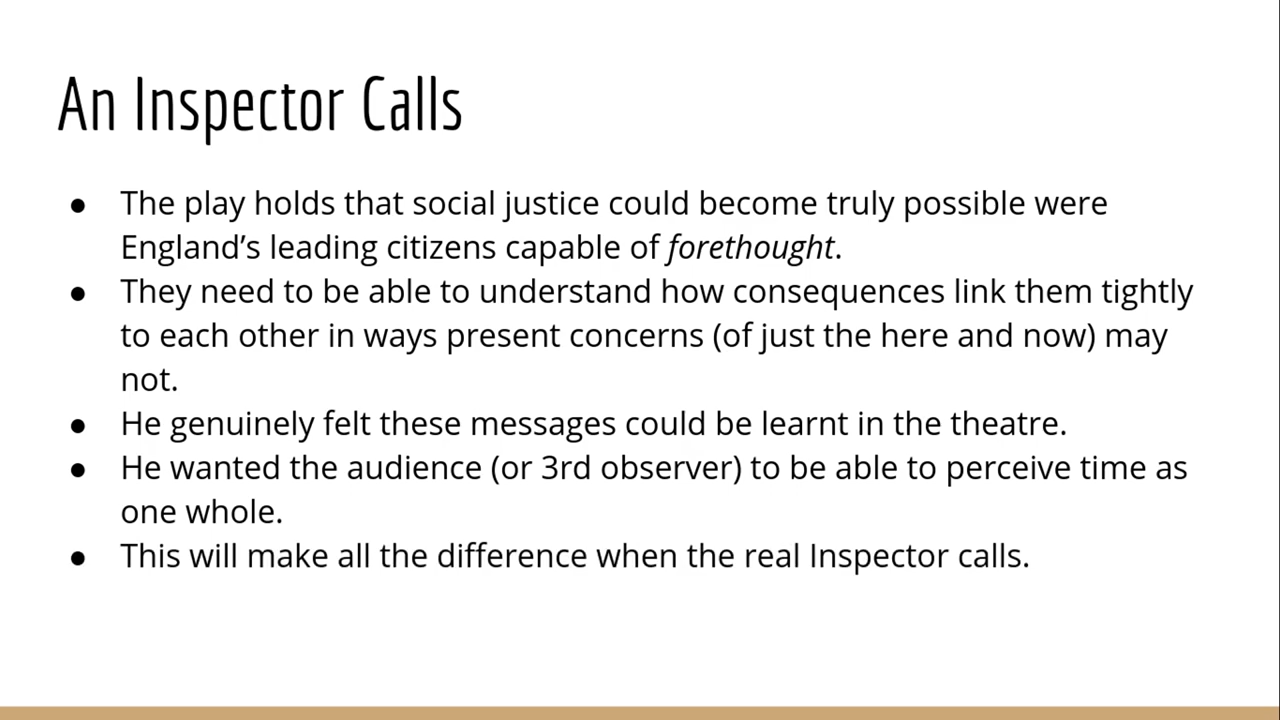 An Inspector Calls
● The play holds that social justice could become truly possible were
England’s leading citizens capable of forethought.
● They need to be able to understand how consequences link them tightly
to each other in ways present concerns (of just the here and now) may
not.
● He genuinely felt these messages could be learnt in the theatre.
● He wanted the audience (or 3rd observer) to be able to perceive time as
one whole.
● This will make all the difference when the real Inspector calls.